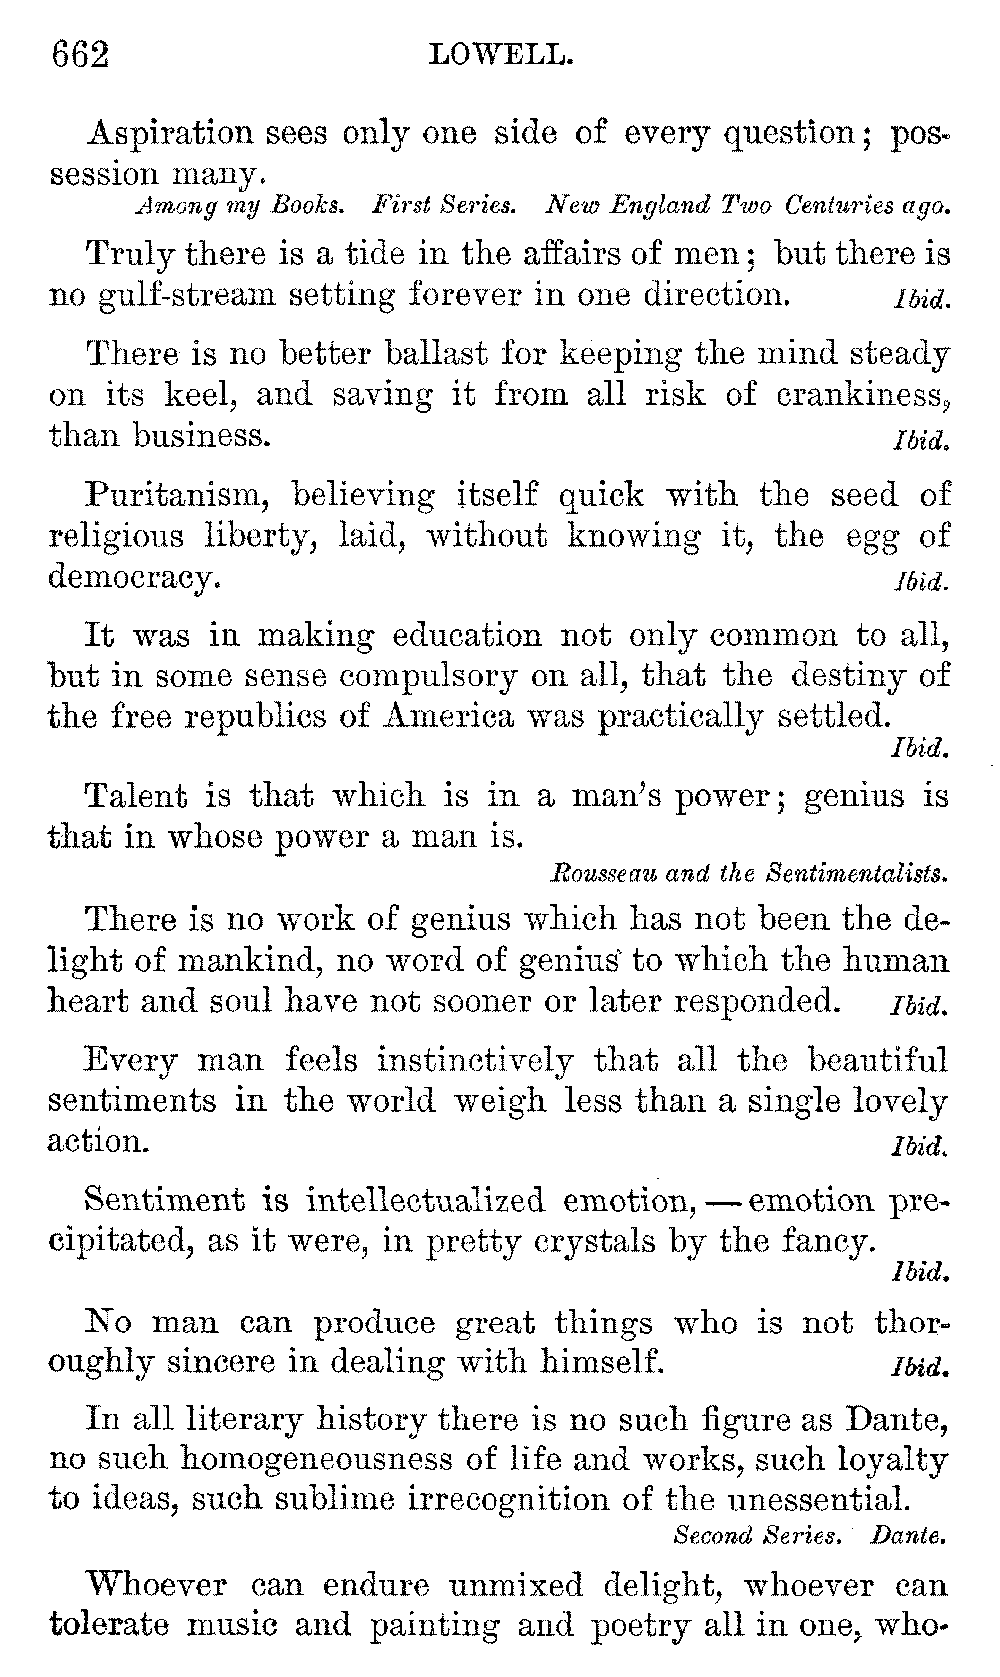 662 LOWELL.
Aspiration sees only one side of every question; pos-
session many.
Among my Books. First Series. New England Two Centuries ago.
Truly there is a tide in the affairs of men; but there is
no gulf-stream setting forever in one direction. Ibid.
There is no better ballast for keeping the mind steady
on its keel, and saving it from all risk of crankiness,
than business. Ibid.
Puritanism, believing itself quick with the seed of
religious liberty, laid, without knowing it, the egg of
democracy. Ibid.
It was in making education not only common to all,
but in some sense compulsory on all, that the destiny of
the free republics of America was practically settled.
Ibid.
Talent is that which is in a man's power; genius is
that in whose power a man is.
Rousseau and the Sentimentalists.
There is no work of genius which has not been the de-
light of mankind, no word of genius to which the human
heart and soul have not sooner or later responded. Ibid.
Every man feels instinctively that all the beautiful
sentiments in the world weigh less than a single lovely
action. Ibid.
Sentiment is intellectualized emotion, — emotion pre-
cipitated, as it were, in pretty crystals by the fancy.
Ibid.
No man can produce great things who is not thor-
oughly sincere in dealing with himself. Ibid.
In all literary history there is no such figure as Dante,
no such homogeneousness of life and works, such loyalty
to ideas, such sublime irrecognition of the unessential.
Second Series. Dante.
Whoever can endure unmixed delight, whoever can
tolerate music and painting and poetry all in one, who-